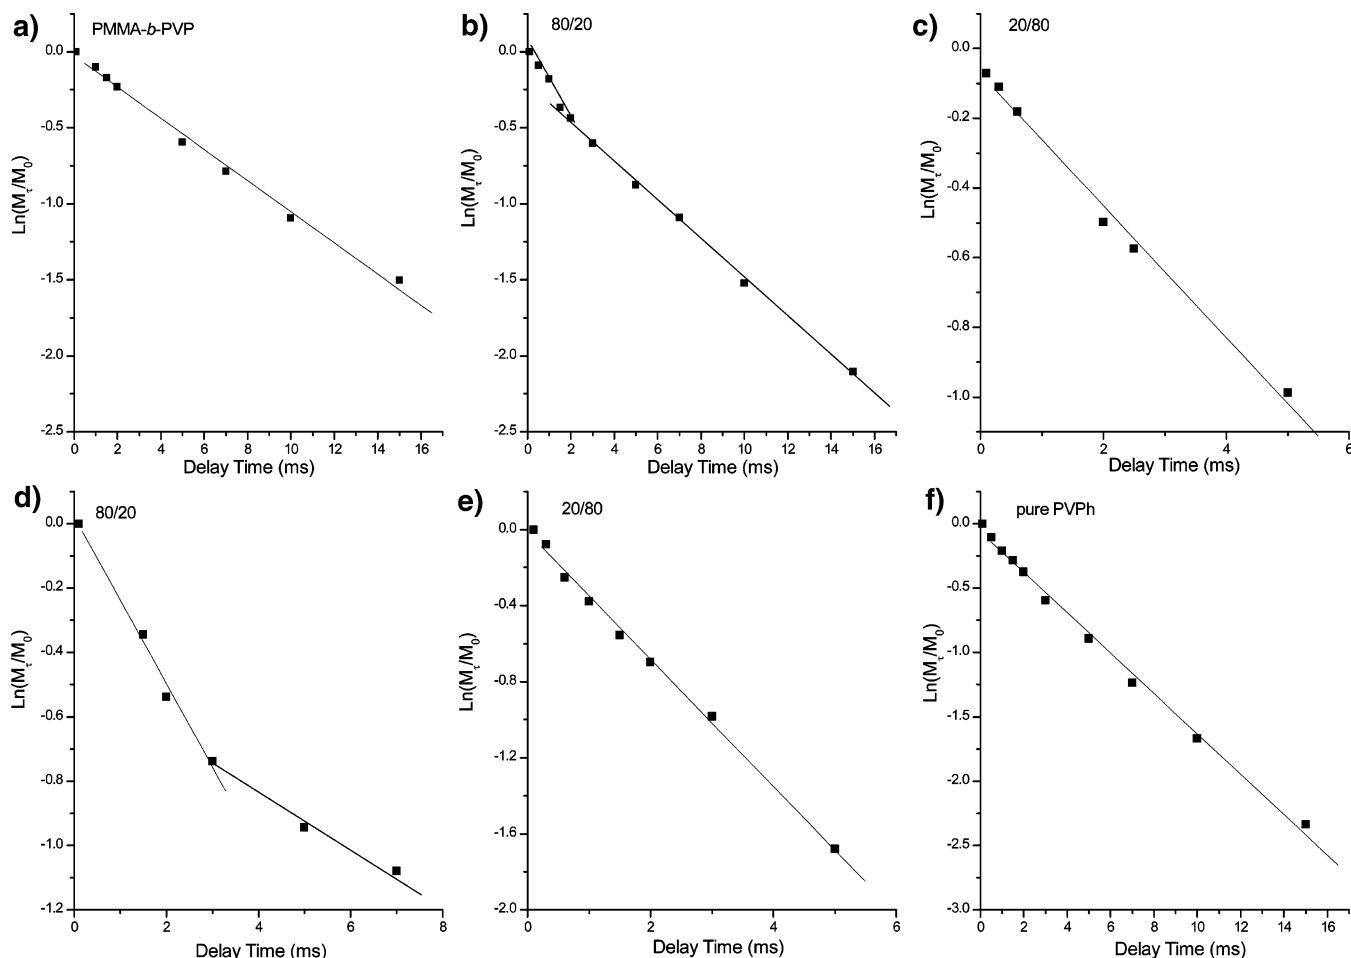 a)
PMMA-b-PVP
0.0
-0.5
-1.0
-1.5
-2.0
-2.5
Ln(Mτ/M0)
0 2 4 6 8 10 12 14 16
Delay Time (ms)
b)
80/20
0.0
-0.5
-1.0
-1.5
-2.0
-2.5
Ln(Mτ/M0)
0 2 4 6 8 10 12 14 16
Delay Time (ms)
c)
20/80
0.0
-0.2
-0.4
-0.6
-0.8
-1.0
Ln(Mτ/M0)
0 2 4 6
Delay Time (ms)
d)
80/20
0.0
-0.2
-0.4
-0.6
-0.8
-1.0
-1.2
Ln(Mτ/M0)
0 2 4 6 8
Delay Time (ms)
e)
20/80
0.0
-0.4
-0.8
-1.2
-1.6
-2.0
Ln(Mτ/M0)
0 2 4 6
Delay Time (ms)
f)
pure PVPh
0.0
-0.5
-1.0
-1.5
-2.0
-2.5
-3.0
Ln(Mτ/M0)
0 2 4 6 8 10 12 14 16
Delay Time (ms)